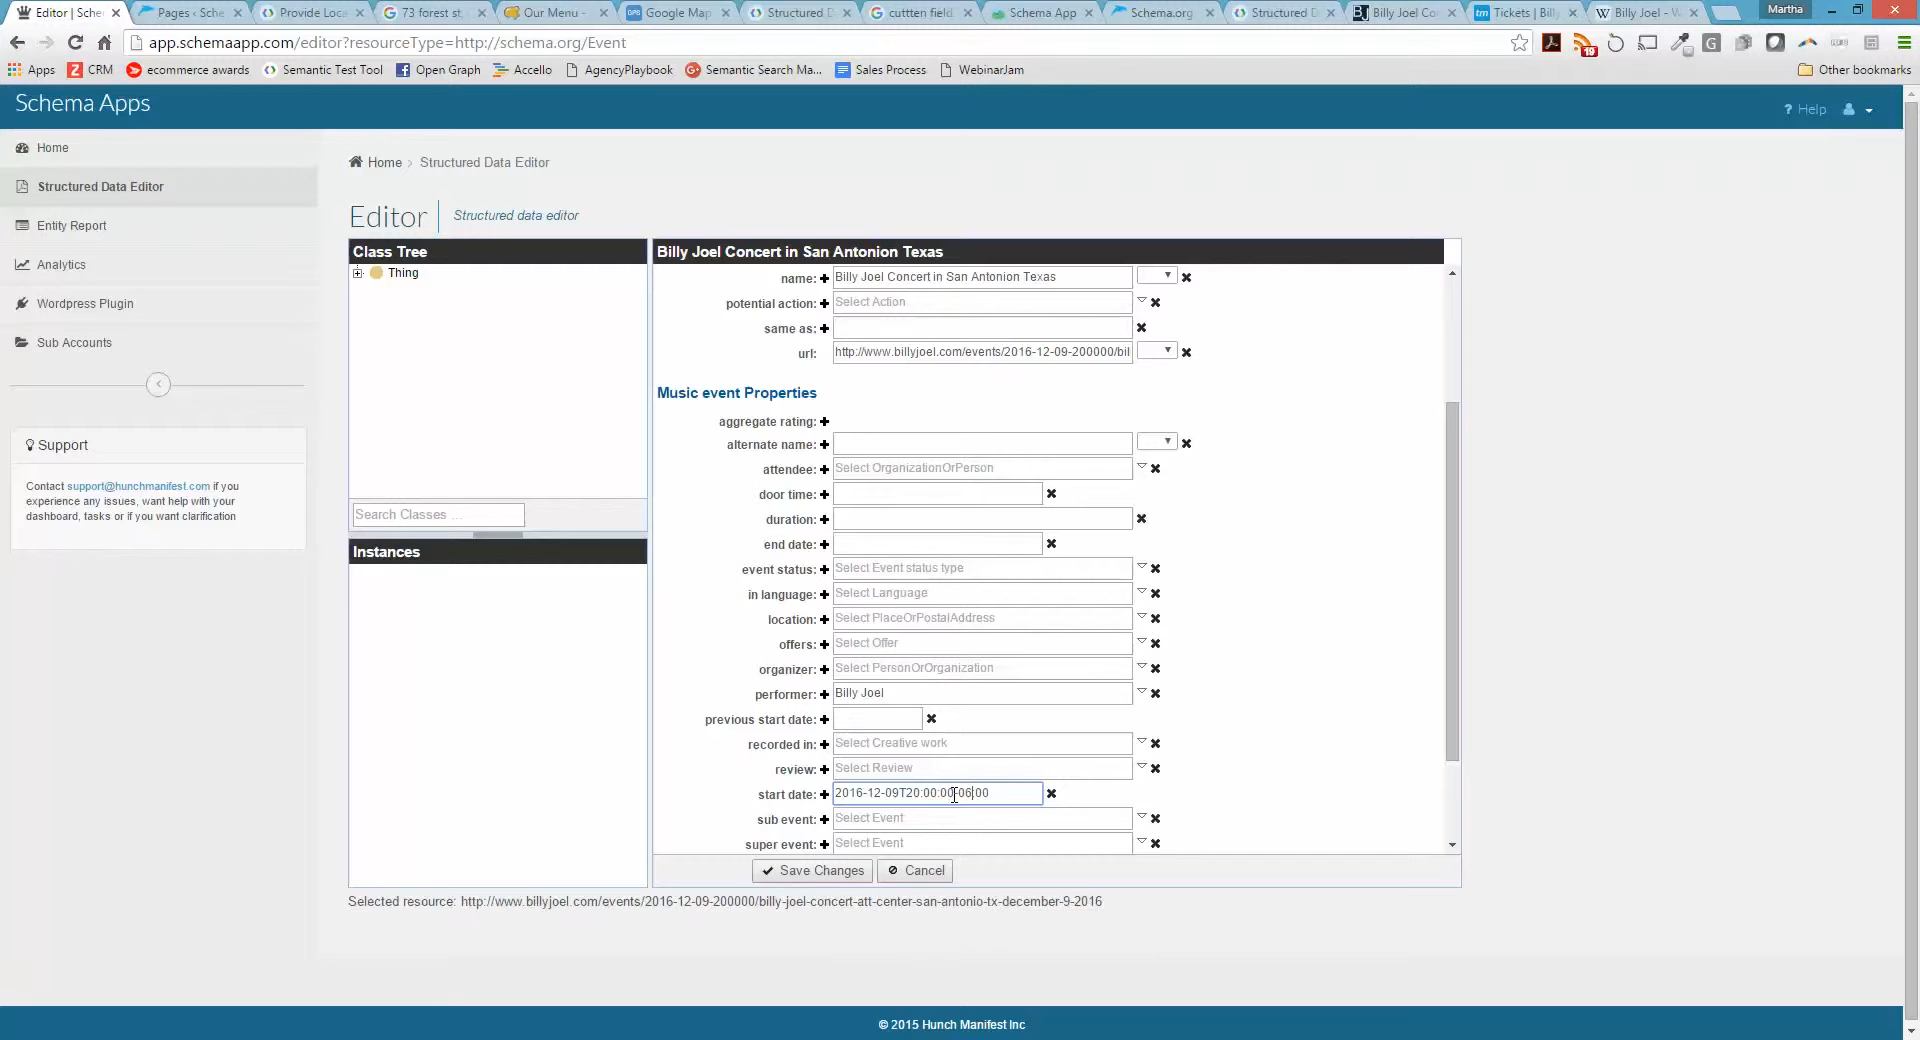 Editor | Sche
Pages ‹ Sche
Provide Loca
73 forest st
Our Menu -
Google Map
Structured D
cuttten field
Schema App
Schema.org
Structured D
Billy Joel Co
Tickets | Billy
Billy Joel - W
Martha
app.schemaapp.com/editor?resourceType=http://schema.org/Event
19
Apps
CRM
ecommerce awards
Semantic Test Tool
Open Graph
Accello
AgencyPlaybook
Semantic Search Ma...
Sales Process
WebinarJam
Other bookmarks
Schema Apps
? Help
Home
Structured Data Editor
Entity Report
Analytics
Wordpress Plugin
Sub Accounts
Support
Contact support@hunchmanifest.com if you
experience any issues, want help with your
dashboard, tasks or if you want clarification
Home > Structured Data Editor
Editor
Structured data editor
Class Tree
Thing
Search Classes ...
Instances
Billy Joel Concert in San Antonion Texas
name: Billy Joel Concert in San Antonion Texas
potential action: Select Action
same as:
url: http://www.billyjoel.com/events/2016-12-09-200000/bil
Music event Properties
aggregate rating:
alternate name:
attendee: Select OrganizationOrPerson
door time:
duration:
end date:
event status: Select Event status type
in language: Select Language
location: Select PlaceOrPostalAddress
offers: Select Offer
organizer: Select PersonOrOrganization
performer: Billy Joel
previous start date:
recorded in: Select Creative work
review: Select Review
start date: 2016-12-09T20:00:00-06:00
sub event: Select Event
super event: Select Event
Save Changes
Cancel
Selected resource: http://www.billyjoel.com/events/2016-12-09-200000/billy-joel-concert-att-center-san-antonio-tx-december-9-2016
© 2015 Hunch Manifest Inc